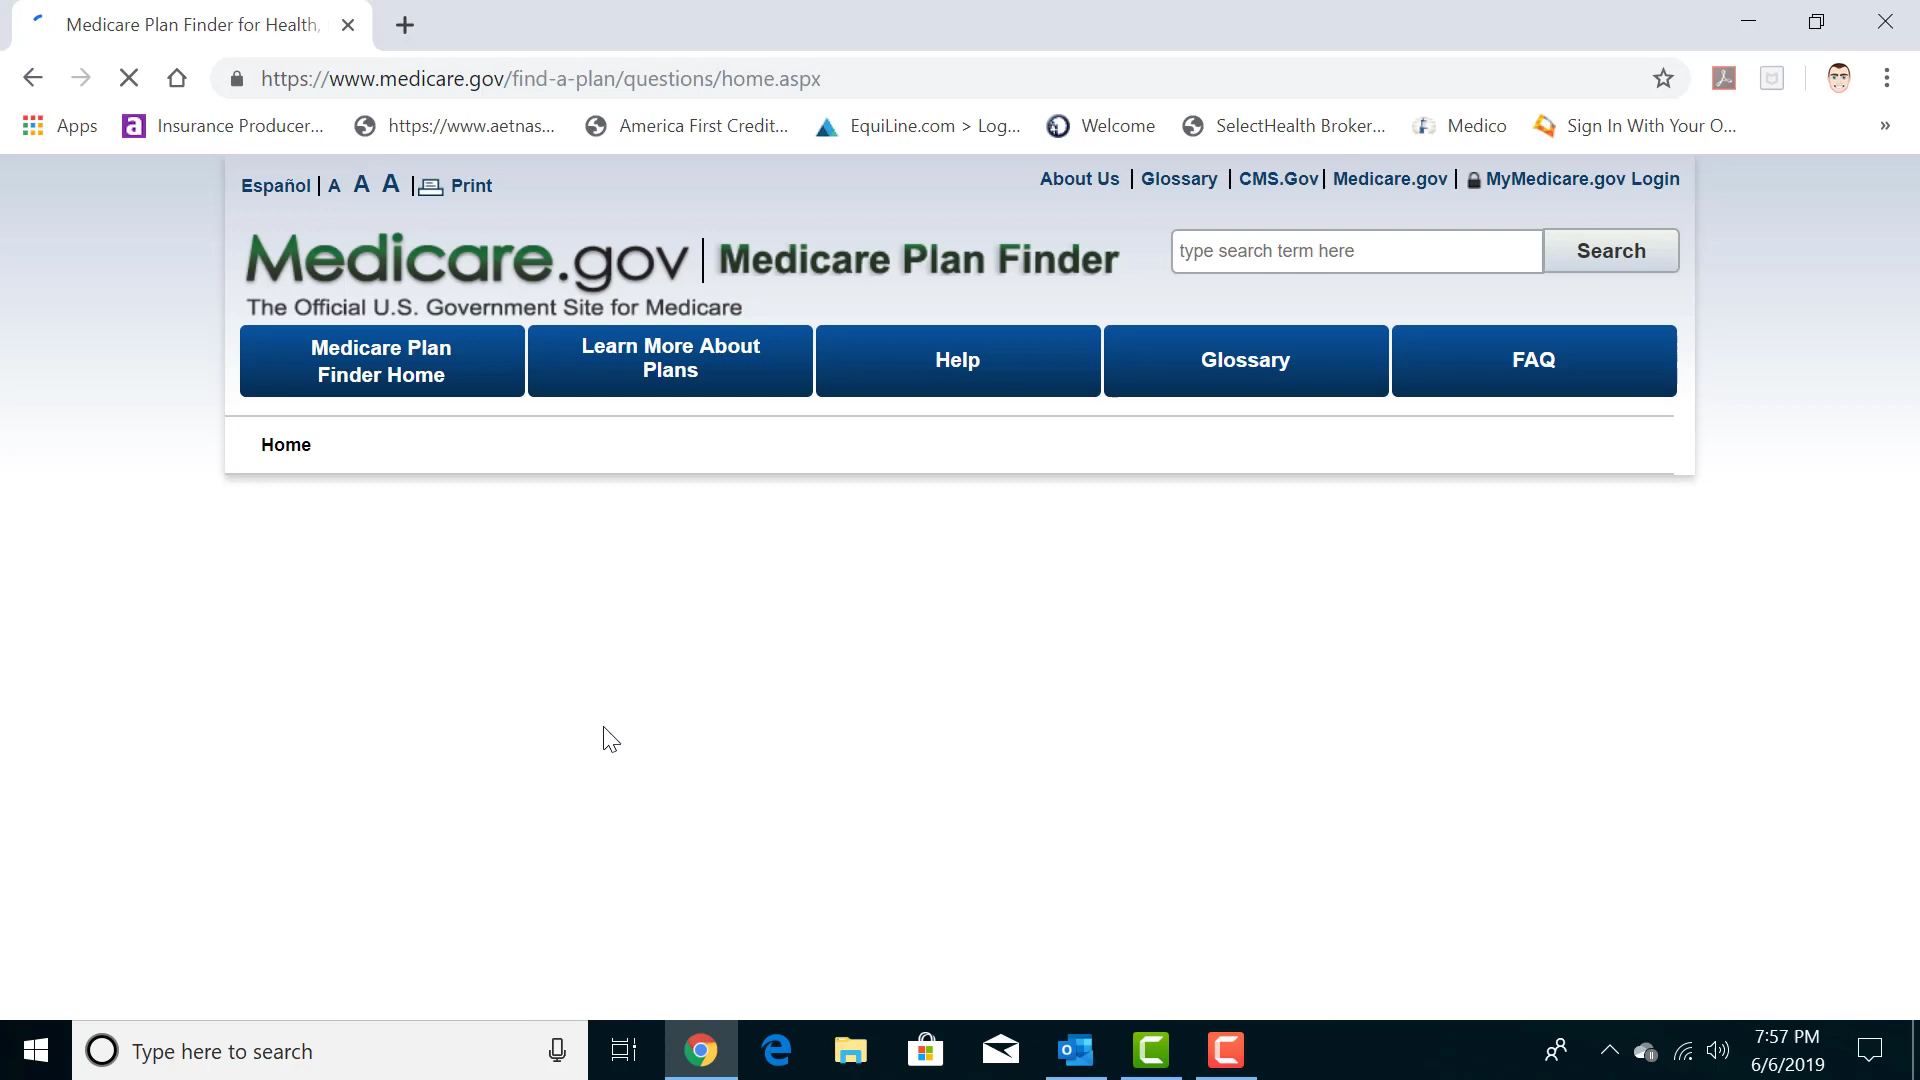 Medicare Plan Finder for Health,
https://www.medicare.gov/find-a-plan/questions/home.aspx
Apps
Insurance Producer...
https://www.aetnas...
America First Credit...
EquiLine.com > Log...
Welcome
SelectHealth Broker...
Medico
Sign In With Your O...
»
Español | A A A | Print
About Us | Glossary | CMS.Gov | Medicare.gov | MyMedicare.gov Login
Medicare.gov | Medicare Plan Finder
type search term here
Search
The Official U.S. Government Site for Medicare
Medicare Plan
Finder Home
Learn More About
Plans
Help
Glossary
FAQ
Home
Type here to search
7:57 PM
6/6/2019